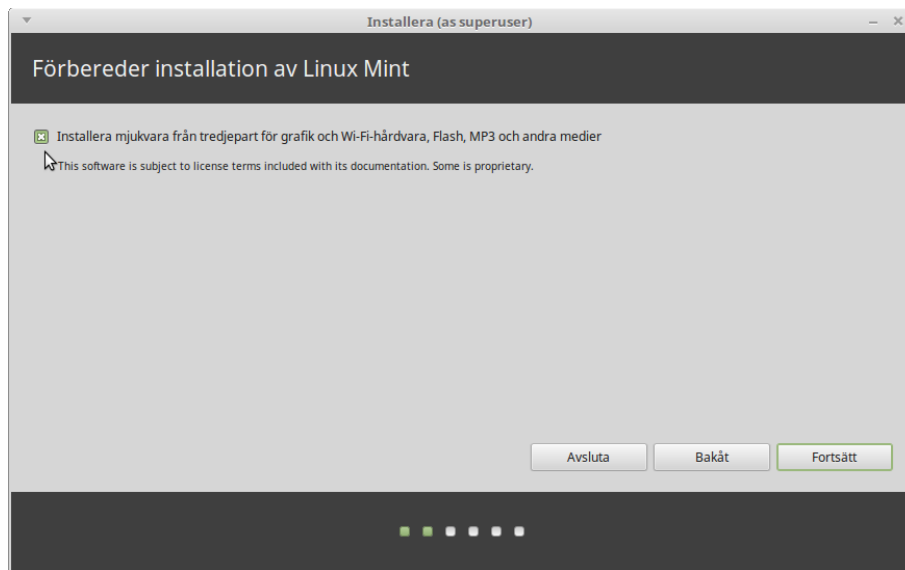 Installera (as superuser)
Förbereder installation av Linux Mint
Installera mjukvara från tredjepart för grafik och Wi-Fi-hårdvara, Flash, MP3 och andra medier
This software is subject to license terms included with its documentation. Some is proprietary.
Avsluta
Bakåt
Fortsätt